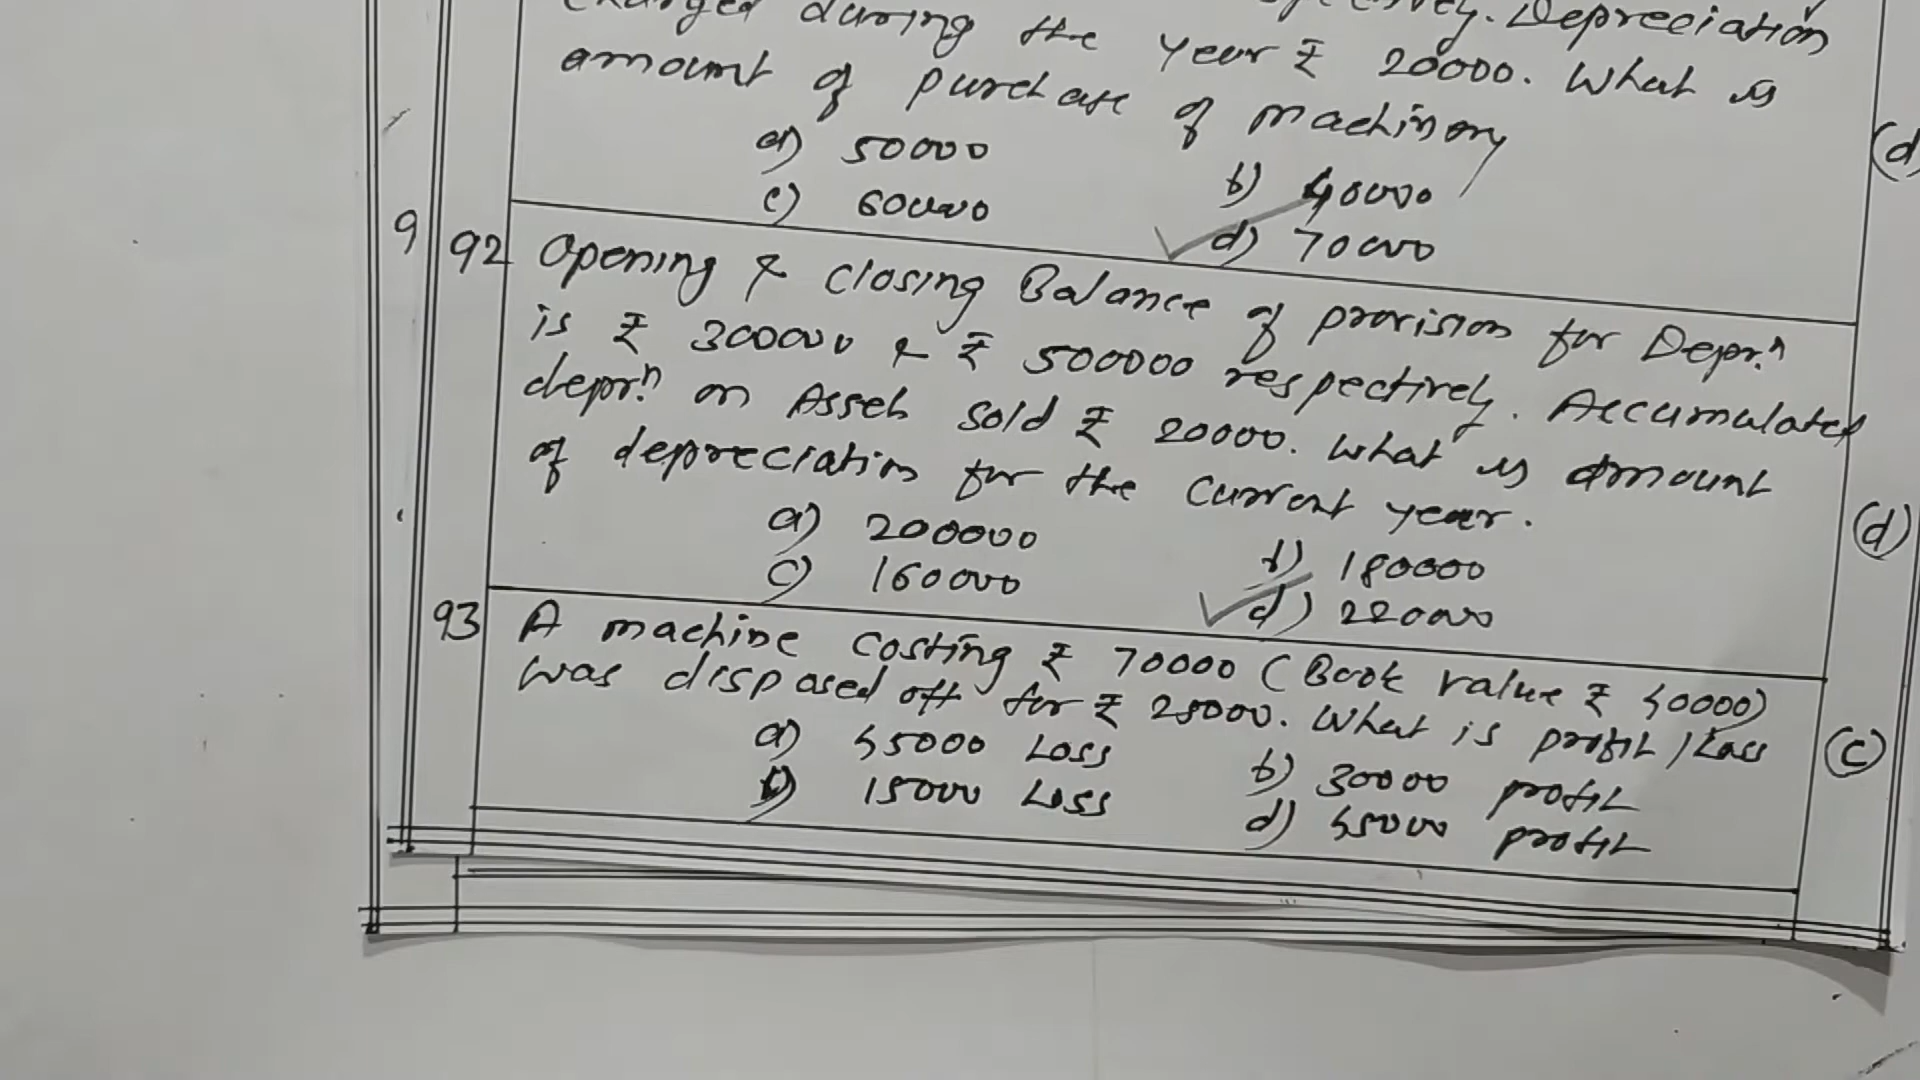 charged during the year ₹ 20000. What is
Depreciation
amount of purchase of machinery
a) 50000
b) 40000
c) 60000
d) 70000
(d)
9
92 Opening & closing Balance of provision for Depr.n
is ₹ 300000 & ₹ 500000 respectively. Accumulated
depr.n on Asset sold ₹ 20000. What is amount
of depreciation for the current year.
a) 200000
b) 180000
c) 160000
d) 220000
(d)
93 A machine costing ₹ 70000 (Book value ₹ 40000)
was disposed off for ₹ 25000. What is profit/Loss
a) 45000 Loss
b) 30000 profit
15000 Loss
d) 45000 profit
(c)